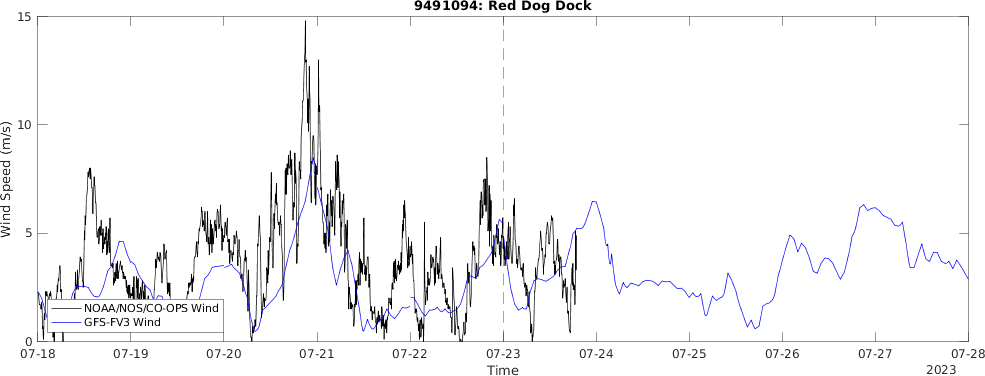 9491094: Red Dog Dock
Wind Speed (m/s)
15
10
5
0
NOAA/NOS/CO-OPS Wind
GFS-FV3 Wind
07-18 07-19 07-20 07-21 07-22 07-23 07-24 07-25 07-26 07-27 07-28
Time
2023